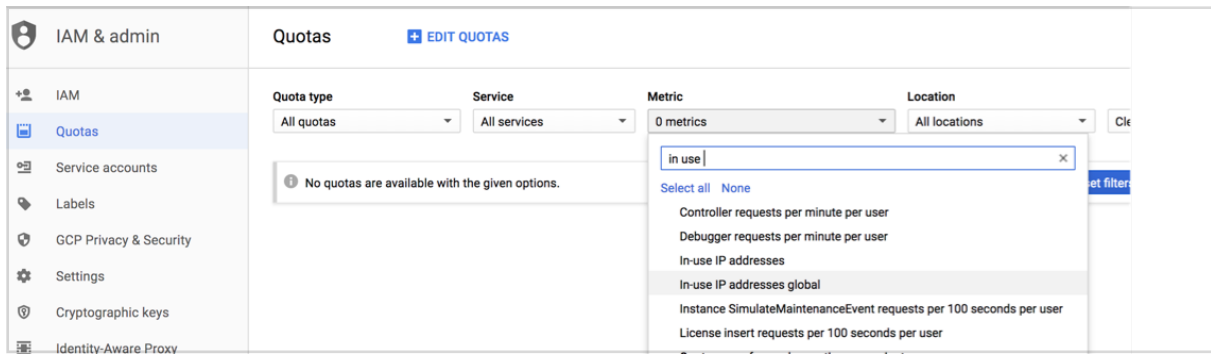 IAM & admin
Quotas
EDIT QUOTAS
IAM
Quotas
Service accounts
Labels
GCP Privacy & Security
Settings
Cryptographic keys
Identity-Aware Proxy
Quota type
Service
Metric
Location
All quotas
All services
0 metrics
All locations
Cle
No quotas are available with the given options.
set filters
in use
Select all None
Controller requests per minute per user
Debugger requests per minute per user
In-use IP addresses
In-use IP addresses global
Instance SimulateMaintenanceEvent requests per 100 seconds per user
License insert requests per 100 seconds per user